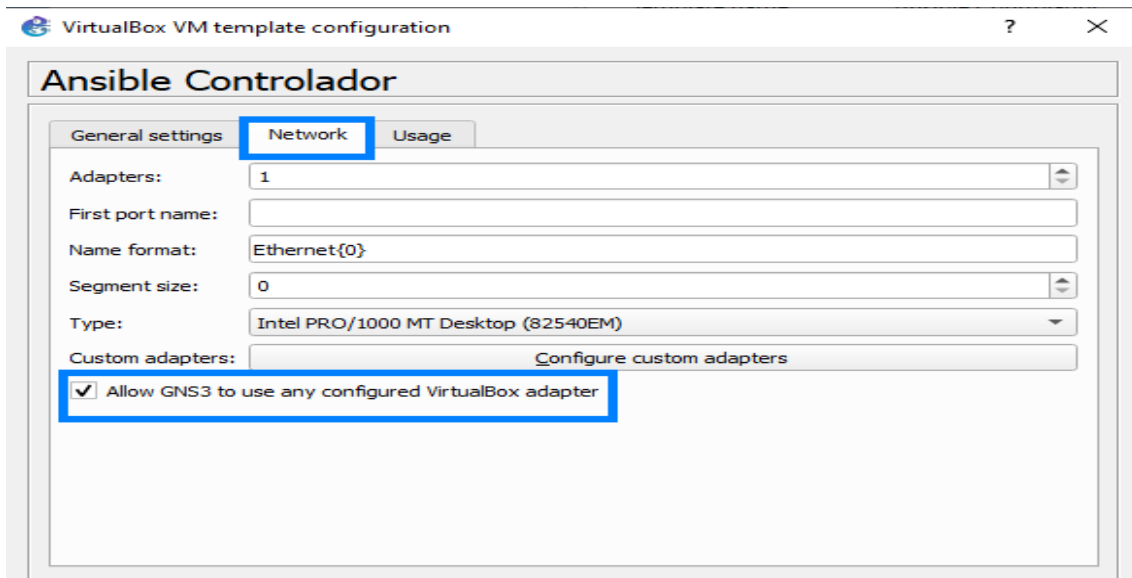 VirtualBox VM template configuration ? ×
Ansible Controlador
General settings Network Usage
Adapters: 1
First port name:
Name format: Ethernet{0}
Segment size: 0
Type: Intel PRO/1000 MT Desktop (82540EM)
Custom adapters: Configure custom adapters
Allow GNS3 to use any configured VirtualBox adapter